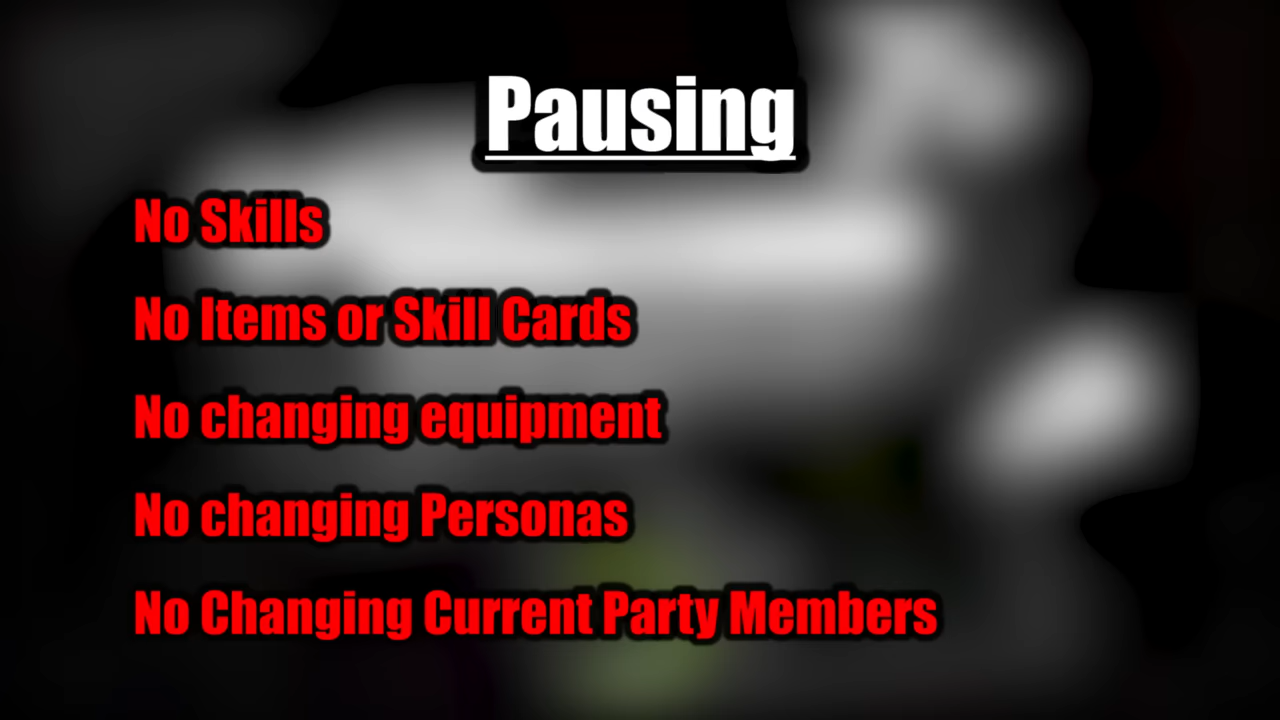 Pausing
No Skills
No Items or Skill Cards
No changing equipment
No changing Personas
No Changing Current Party Members